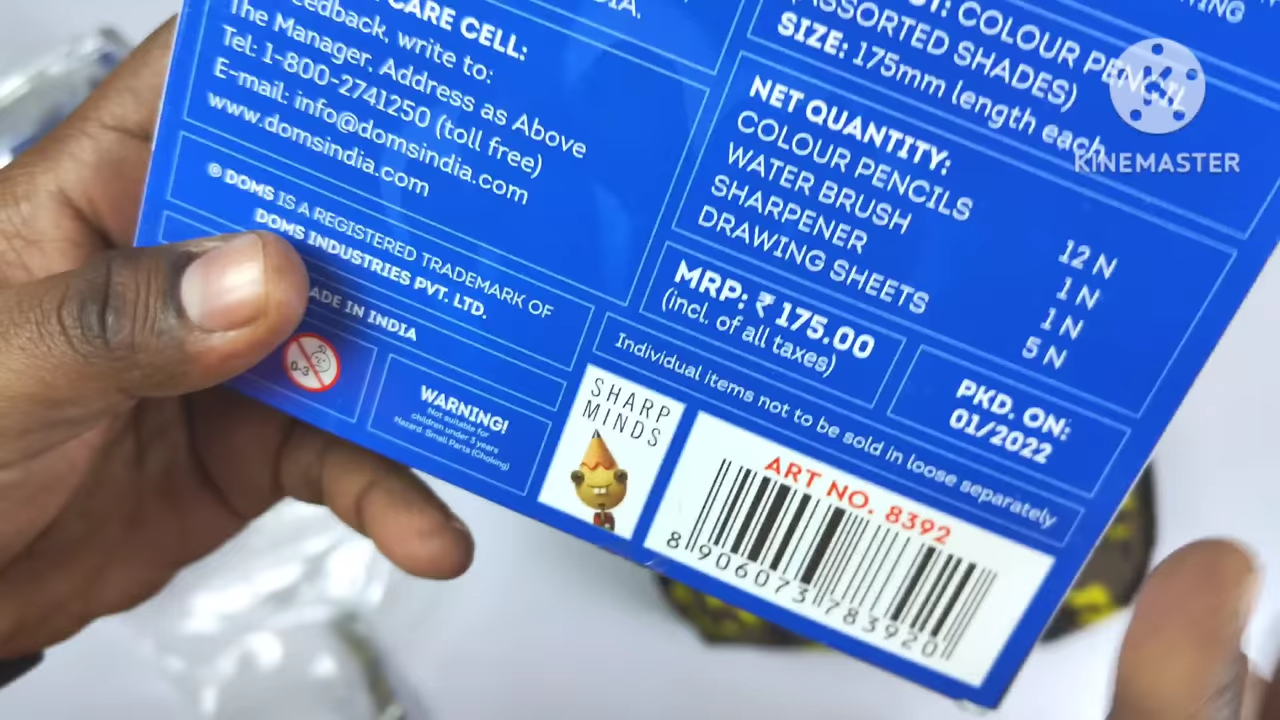 DIA.
CARE CELL:
feedback, write to:
The Manager, Address as Above
Tel: 1-800-2741250 (toll free)
E-mail: info@domsindia.com
www.domsindia.com
© DOMS IS A REGISTERED TRADEMARK OF
DOMS INDUSTRIES PVT. LTD.
ADE IN INDIA
0-3
WARNING!
Not suitable for
children under 3 years
Hazard. Small Parts (Choking)
COLOUR PENCIL
(ASSORTED SHADES)
SIZE: 175mm length each
NET QUANTITY:
COLOUR PENCILS 12 N
WATER BRUSH 1 N
SHARPENER 1 N
DRAWING SHEETS 5 N
MRP: ₹ 175.00
(incl. of all taxes)
PKD. ON:
01/2022
Individual items not to be sold in loose separately
SHARP
MINDS
ART NO. 8392
8 906073 783920
KINEMASTER